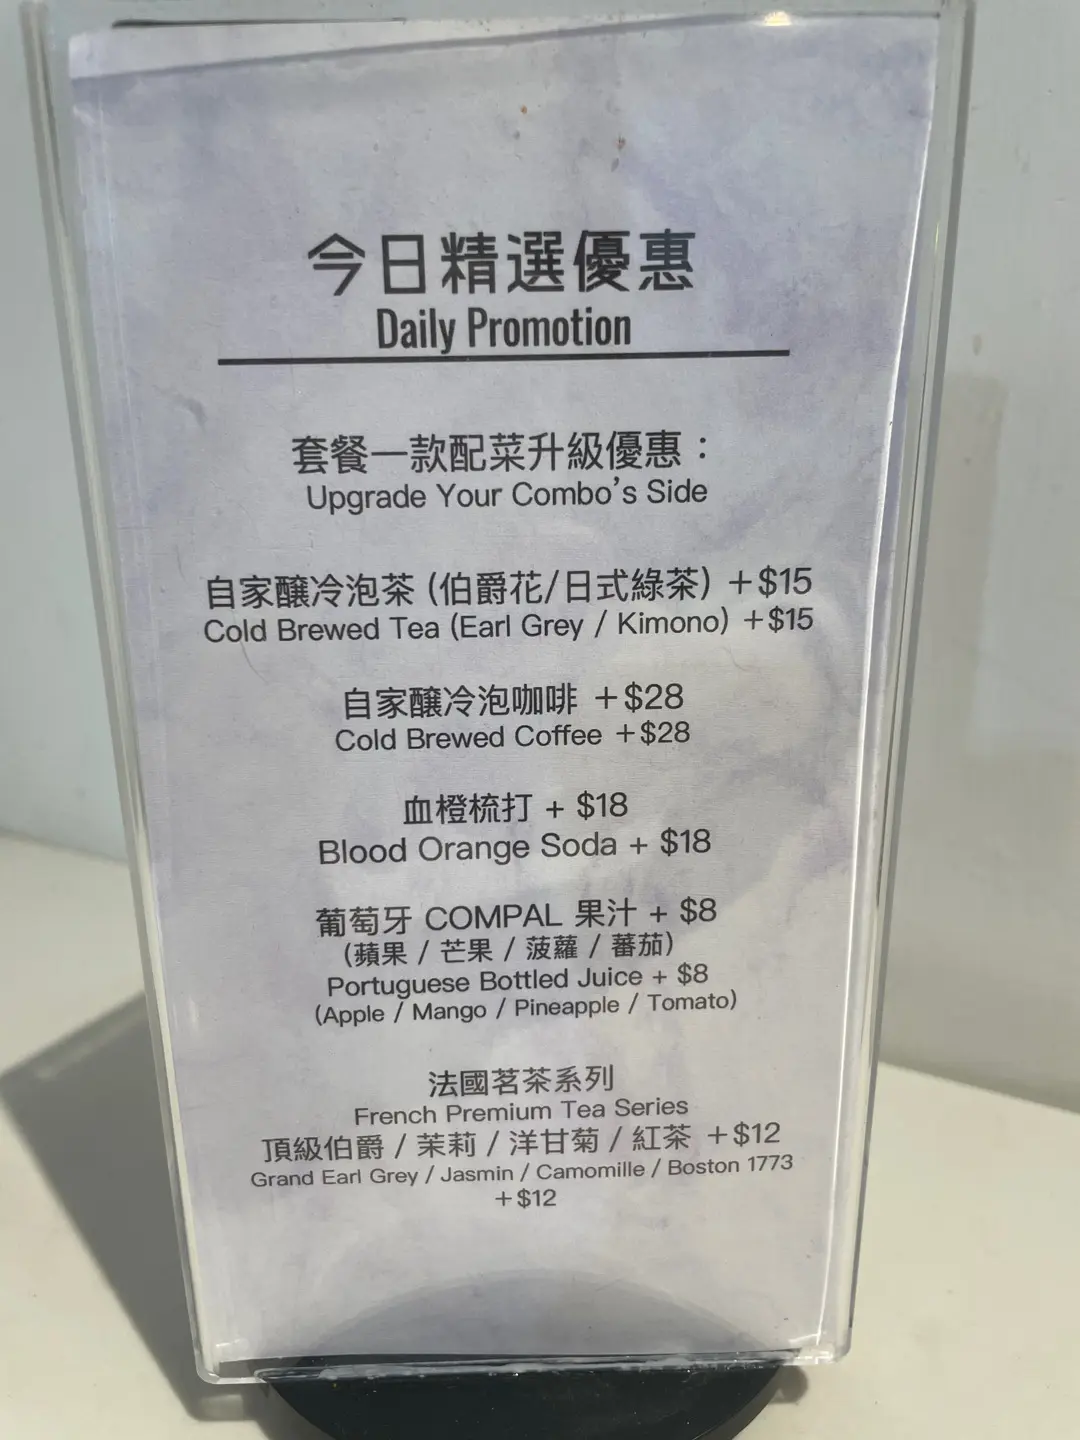 今日精選優惠
Daily Promotion
套餐一款配菜升級優惠：
Upgrade Your Combo's Side
自家釀冷泡茶 (伯爵花/日式綠茶) +$15
Cold Brewed Tea (Earl Grey / Kimono) +$15
自家釀冷泡咖啡 +$28
Cold Brewed Coffee +$28
血橙梳打 + $18
Blood Orange Soda + $18
葡萄牙 COMPAL 果汁 + $8
(蘋果 / 芒果 / 菠蘿 / 蕃茄)
Portuguese Bottled Juice + $8
(Apple / Mango / Pineapple / Tomato)
法國茗茶系列
French Premium Tea Series
頂級伯爵 / 茉莉 / 洋甘菊 / 紅茶 +$12
Grand Earl Grey / Jasmin / Camomille / Boston 1773
+$12